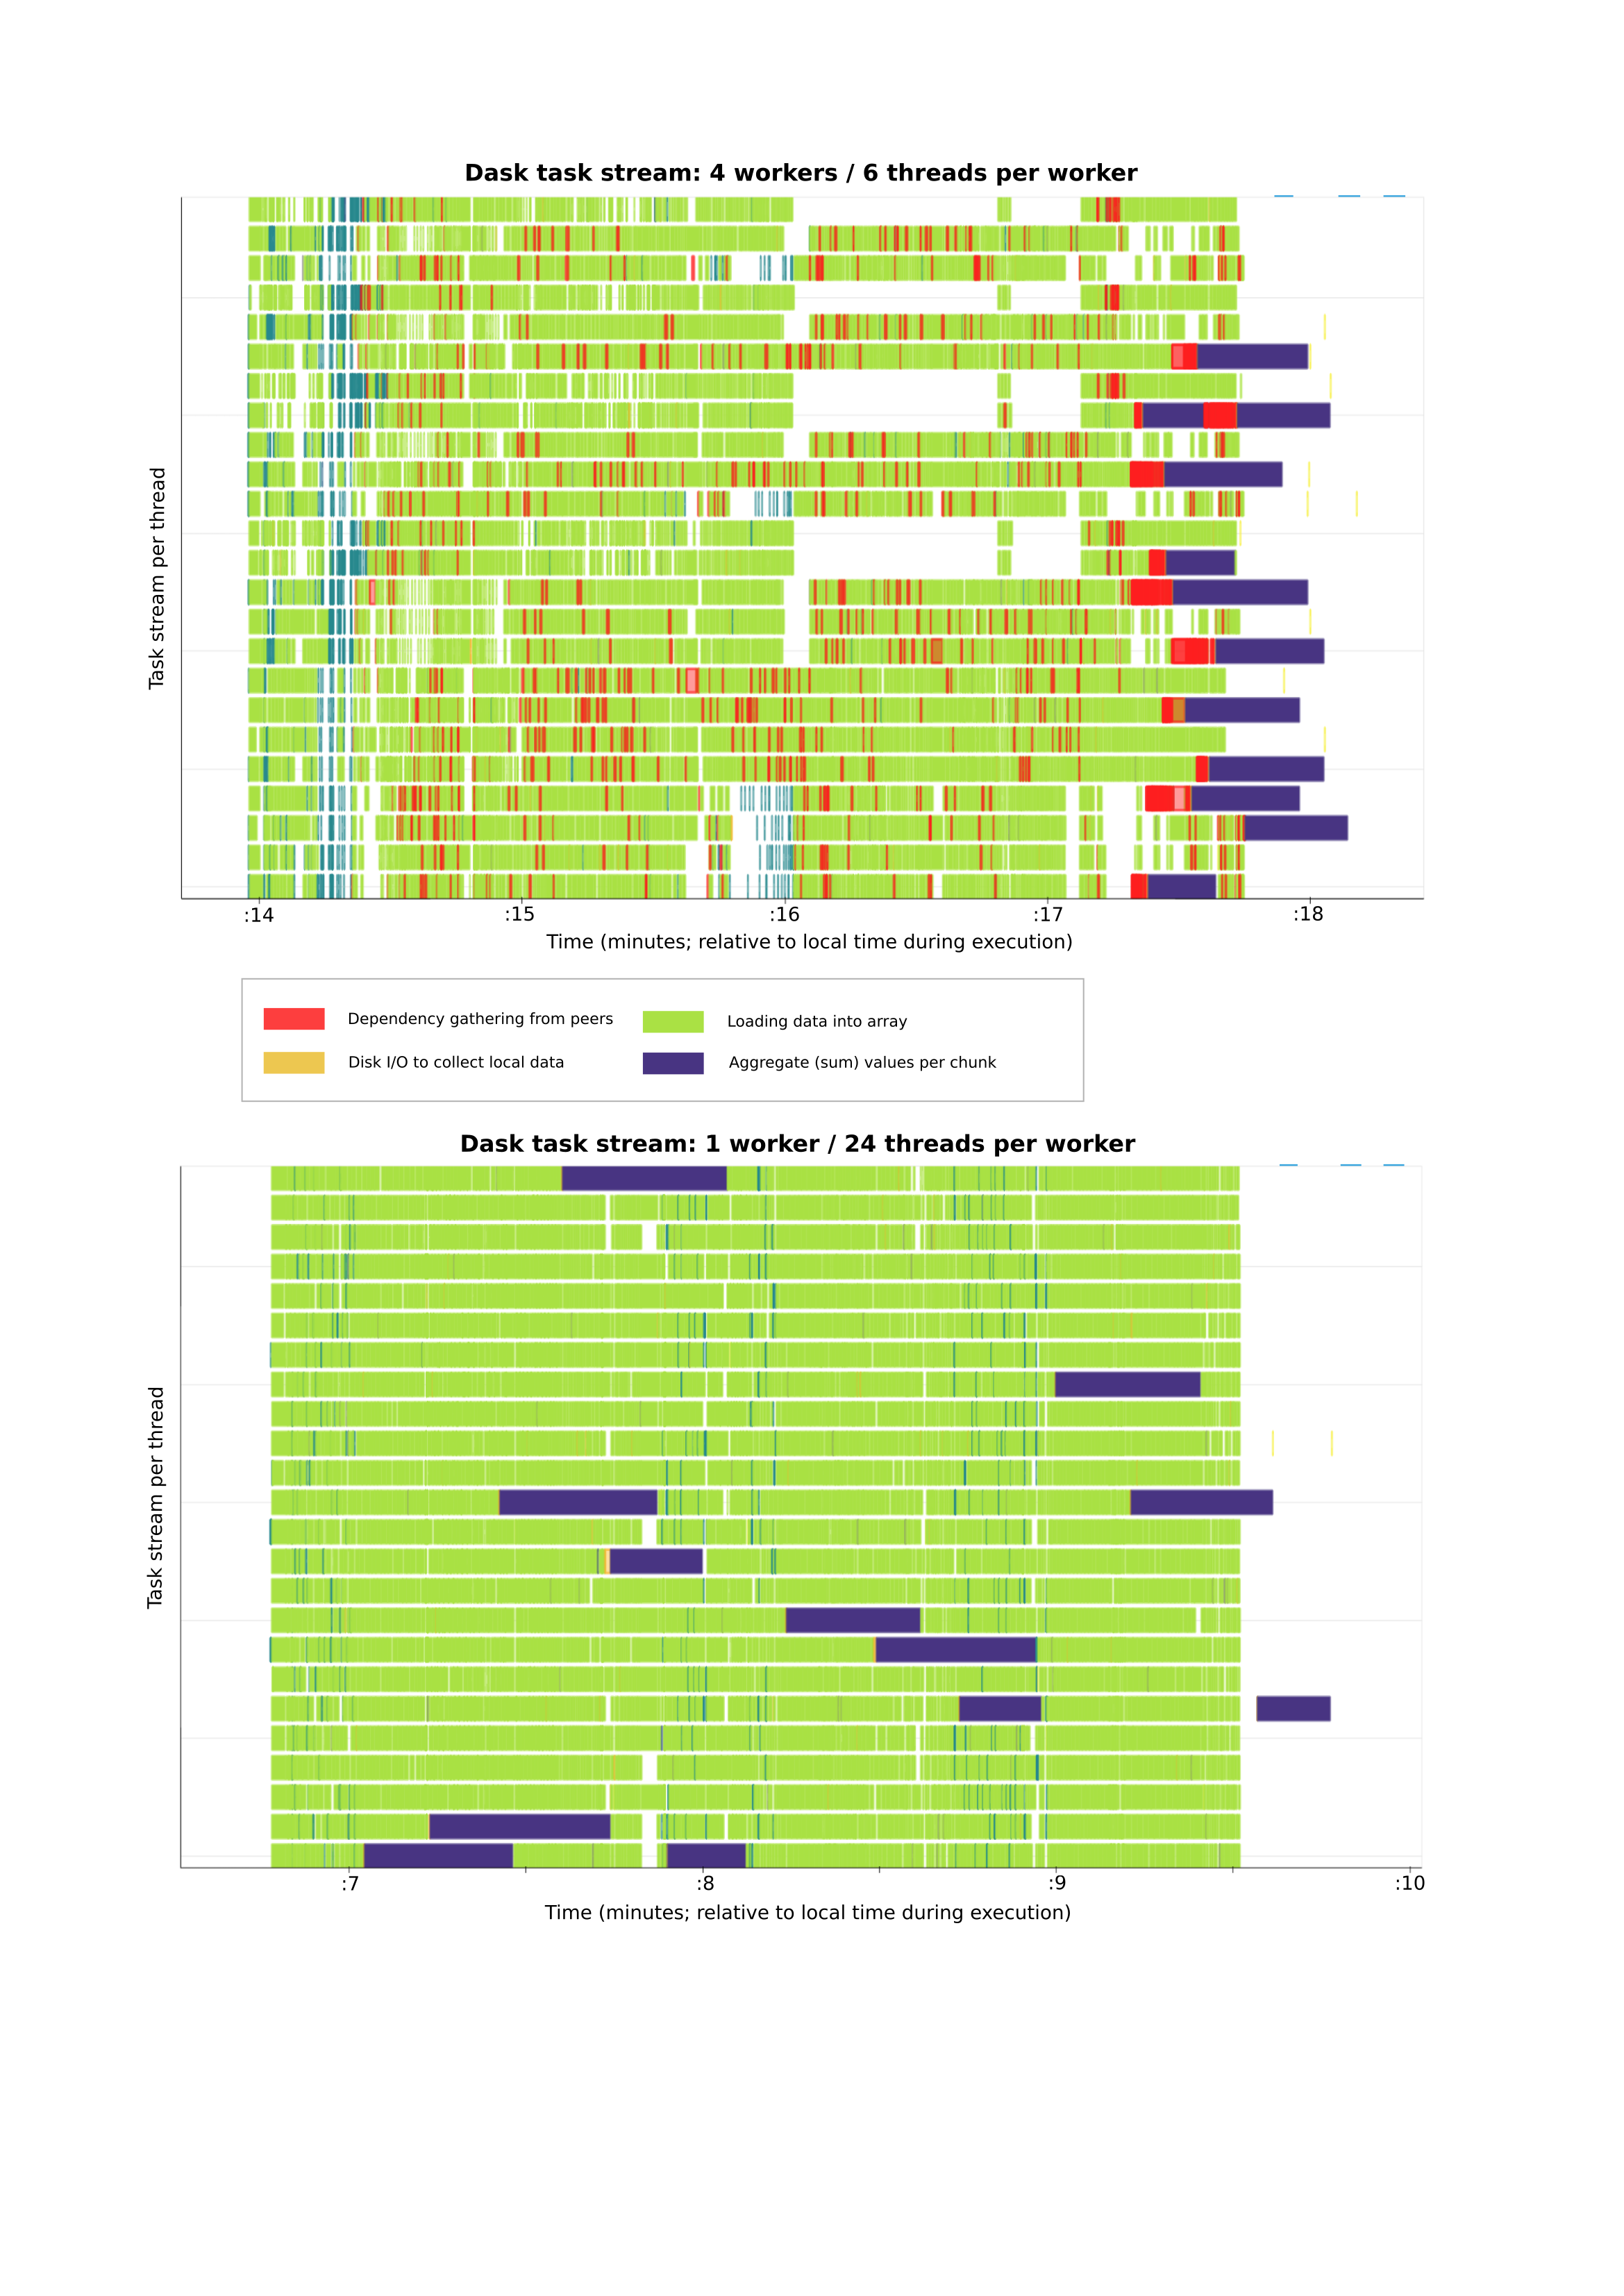 Dask task stream: 4 workers / 6 threads per worker
Task stream per thread
:14 :15 :16 :17 :18
Time (minutes; relative to local time during execution)
Dependency gathering from peers
Loading data into array
Disk I/O to collect local data
Aggregate (sum) values per chunk
Dask task stream: 1 worker / 24 threads per worker
Task stream per thread
:7 :8 :9 :10
Time (minutes; relative to local time during execution)